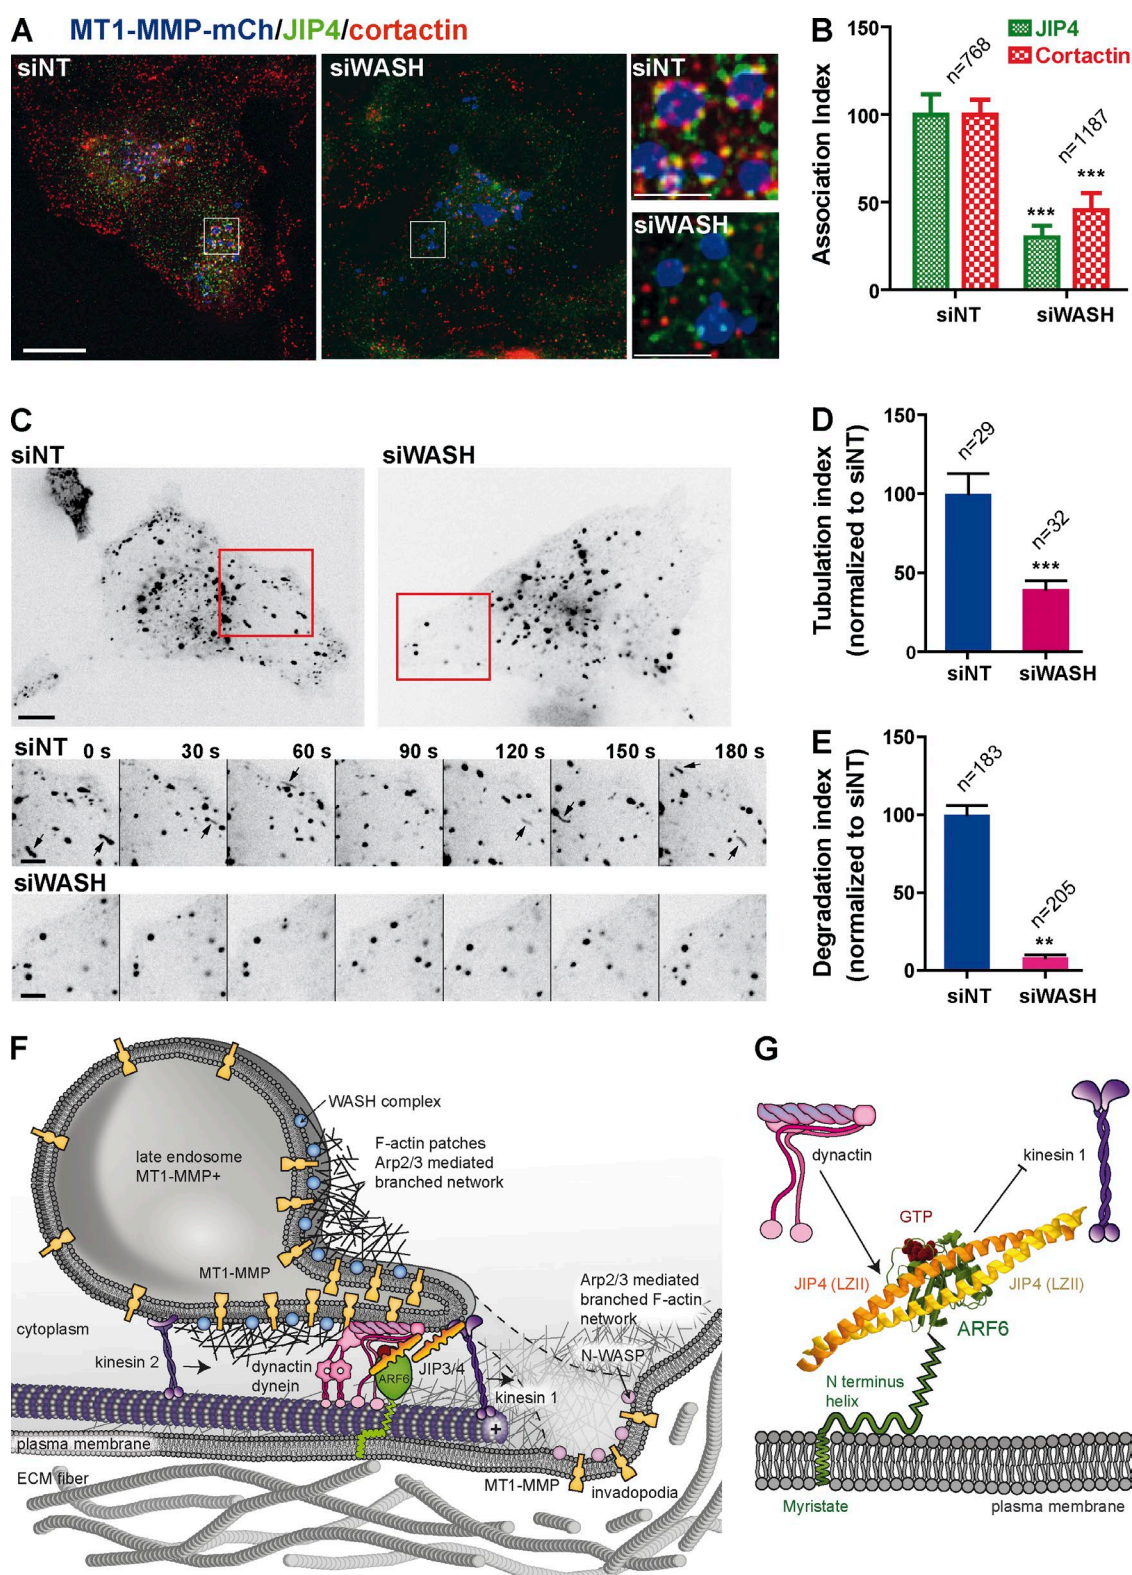 A
MT1-MMP-mCh/JIP4/cortactin
siNT
siWASH
siNT
siWASH
B
JIP4
Cortactin
Association Index
150
100
50
0
n=768
n=1187
***
***
siNT
siWASH
C
siNT
siWASH
siNT
0 s
30 s
60 s
90 s
120 s
150 s
180 s
siWASH
D
Tubulation index
(normalized to siNT)
150
100
50
0
n=29
n=32
***
siNT
siWASH
E
Degradation index
(normalized to siNT)
150
100
50
0
n=183
n=205
**
siNT
siWASH
F
WASH complex
F-actin patches
Arp2/3 mediated
branched network
late endosome
MT1-MMP+
MT1-MMP
Arp2/3 mediated
branched F-actin
network
N-WASP
cytoplasm
kinesin 2
dynactin
dynein
ARF6
JIP3/4
kinesin 1
+
plasma membrane
ECM fiber
MT1-MMP
invadopodia
G
dynactin
kinesin 1
GTP
JIP4 (LZII)
JIP4 (LZII)
ARF6
N terminus
helix
Myristate
plasma membrane